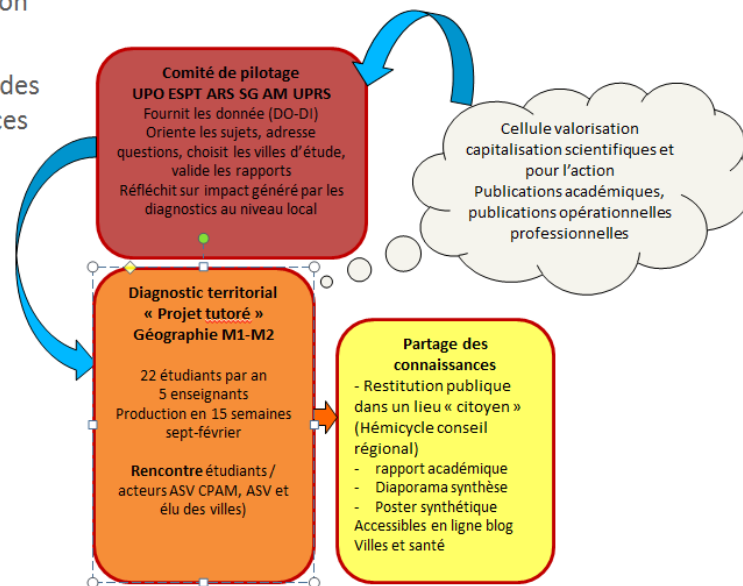 on
des
ces
Comité de pilotage
UPO ESPT ARS SG AM UPRS
Fournit les donnée (DO-DI)
Oriente les sujets, adresse
questions, choisit les villes d'étude,
valide les rapports
Réfléchit sur impact généré par les
diagnostics au niveau local
Cellule valorisation
capitalisation scientifiques et
pour l'action
Publications académiques,
publications opérationnelles
professionnelles
Diagnostic territorial
« Projet tutoré »
Géographie M1-M2
22 étudiants par an
5 enseignants
Production en 15 semaines
sept-février
Rencontre étudiants /
acteurs ASV CPAM, ASV et
élu des villes)
Partage des
connaissances
- Restitution publique
dans un lieu « citoyen »
(Hémicycle conseil
régional)
- rapport académique
- Diaporama synthèse
- Poster synthétique
Accessibles en ligne blog
Villes et santé